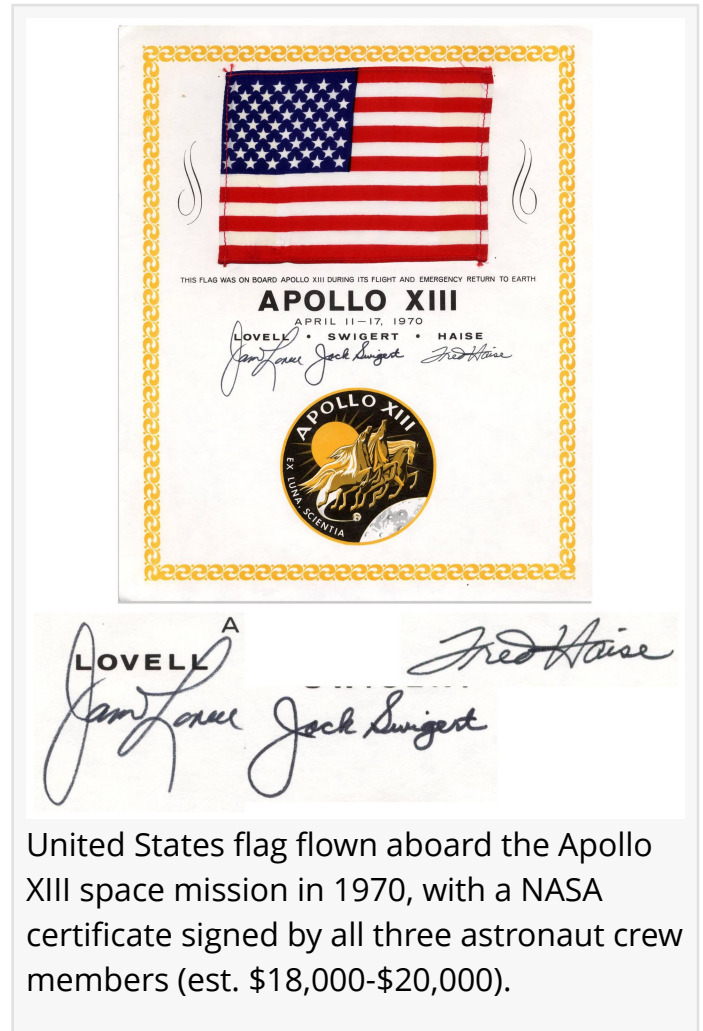 THIS FLAG WAS ON BOARD APOLLO XIII DURING ITS FLIGHT AND EMERGENCY RETURN TO EARTH
APOLLO XIII
APRIL 11–17, 1970
LOVELL • SWIGERT • HAISE
Jam Lovell Jack Swigert Fred Haise
APOLLO XIII
EX LUNA, SCIENTIA
A
LOVELL
Fred Haise
Jam Lovell
Jack Swigert
United States flag flown aboard the Apollo
XIII space mission in 1970, with a NASA
certificate signed by all three astronaut crew
members (est. $18,000-$20,000).